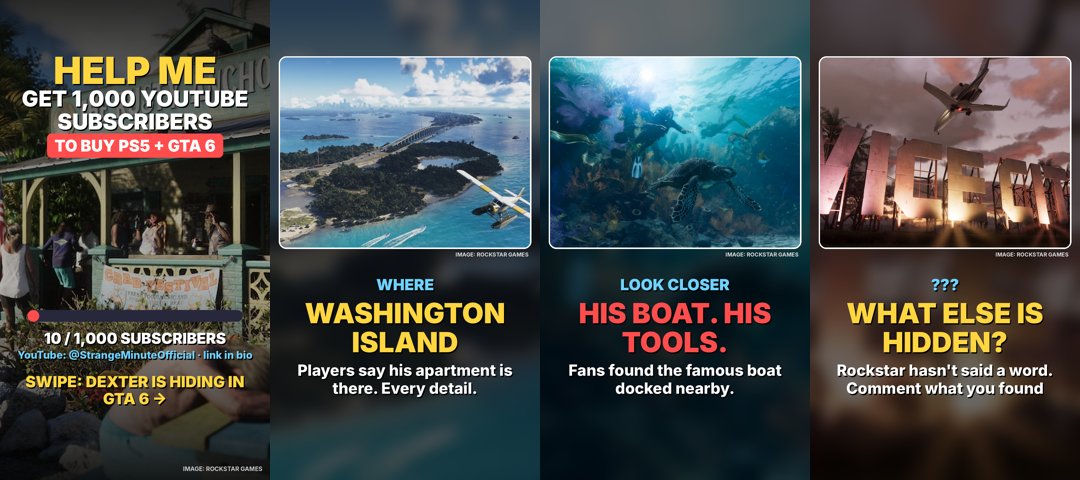 HELP ME
GET 1,000 YOUTUBE
SUBSCRIBERS
TO BUY PS5 + GTA 6
10 / 1,000 SUBSCRIBERS
YouTube: @StrangeMinuteOfficial · link in bio
SWIPE: DEXTER IS HIDING IN
GTA 6 →
IMAGE: ROCKSTAR GAMES
IMAGE: ROCKSTAR GAMES
WHERE
WASHINGTON
ISLAND
Players say his apartment is
there. Every detail.
IMAGE: ROCKSTAR GAMES
LOOK CLOSER
HIS BOAT. HIS
TOOLS.
Fans found the famous boat
docked nearby.
IMAGE: ROCKSTAR GAMES
???
WHAT ELSE IS
HIDDEN?
Rockstar hasn't said a word.
Comment what you found